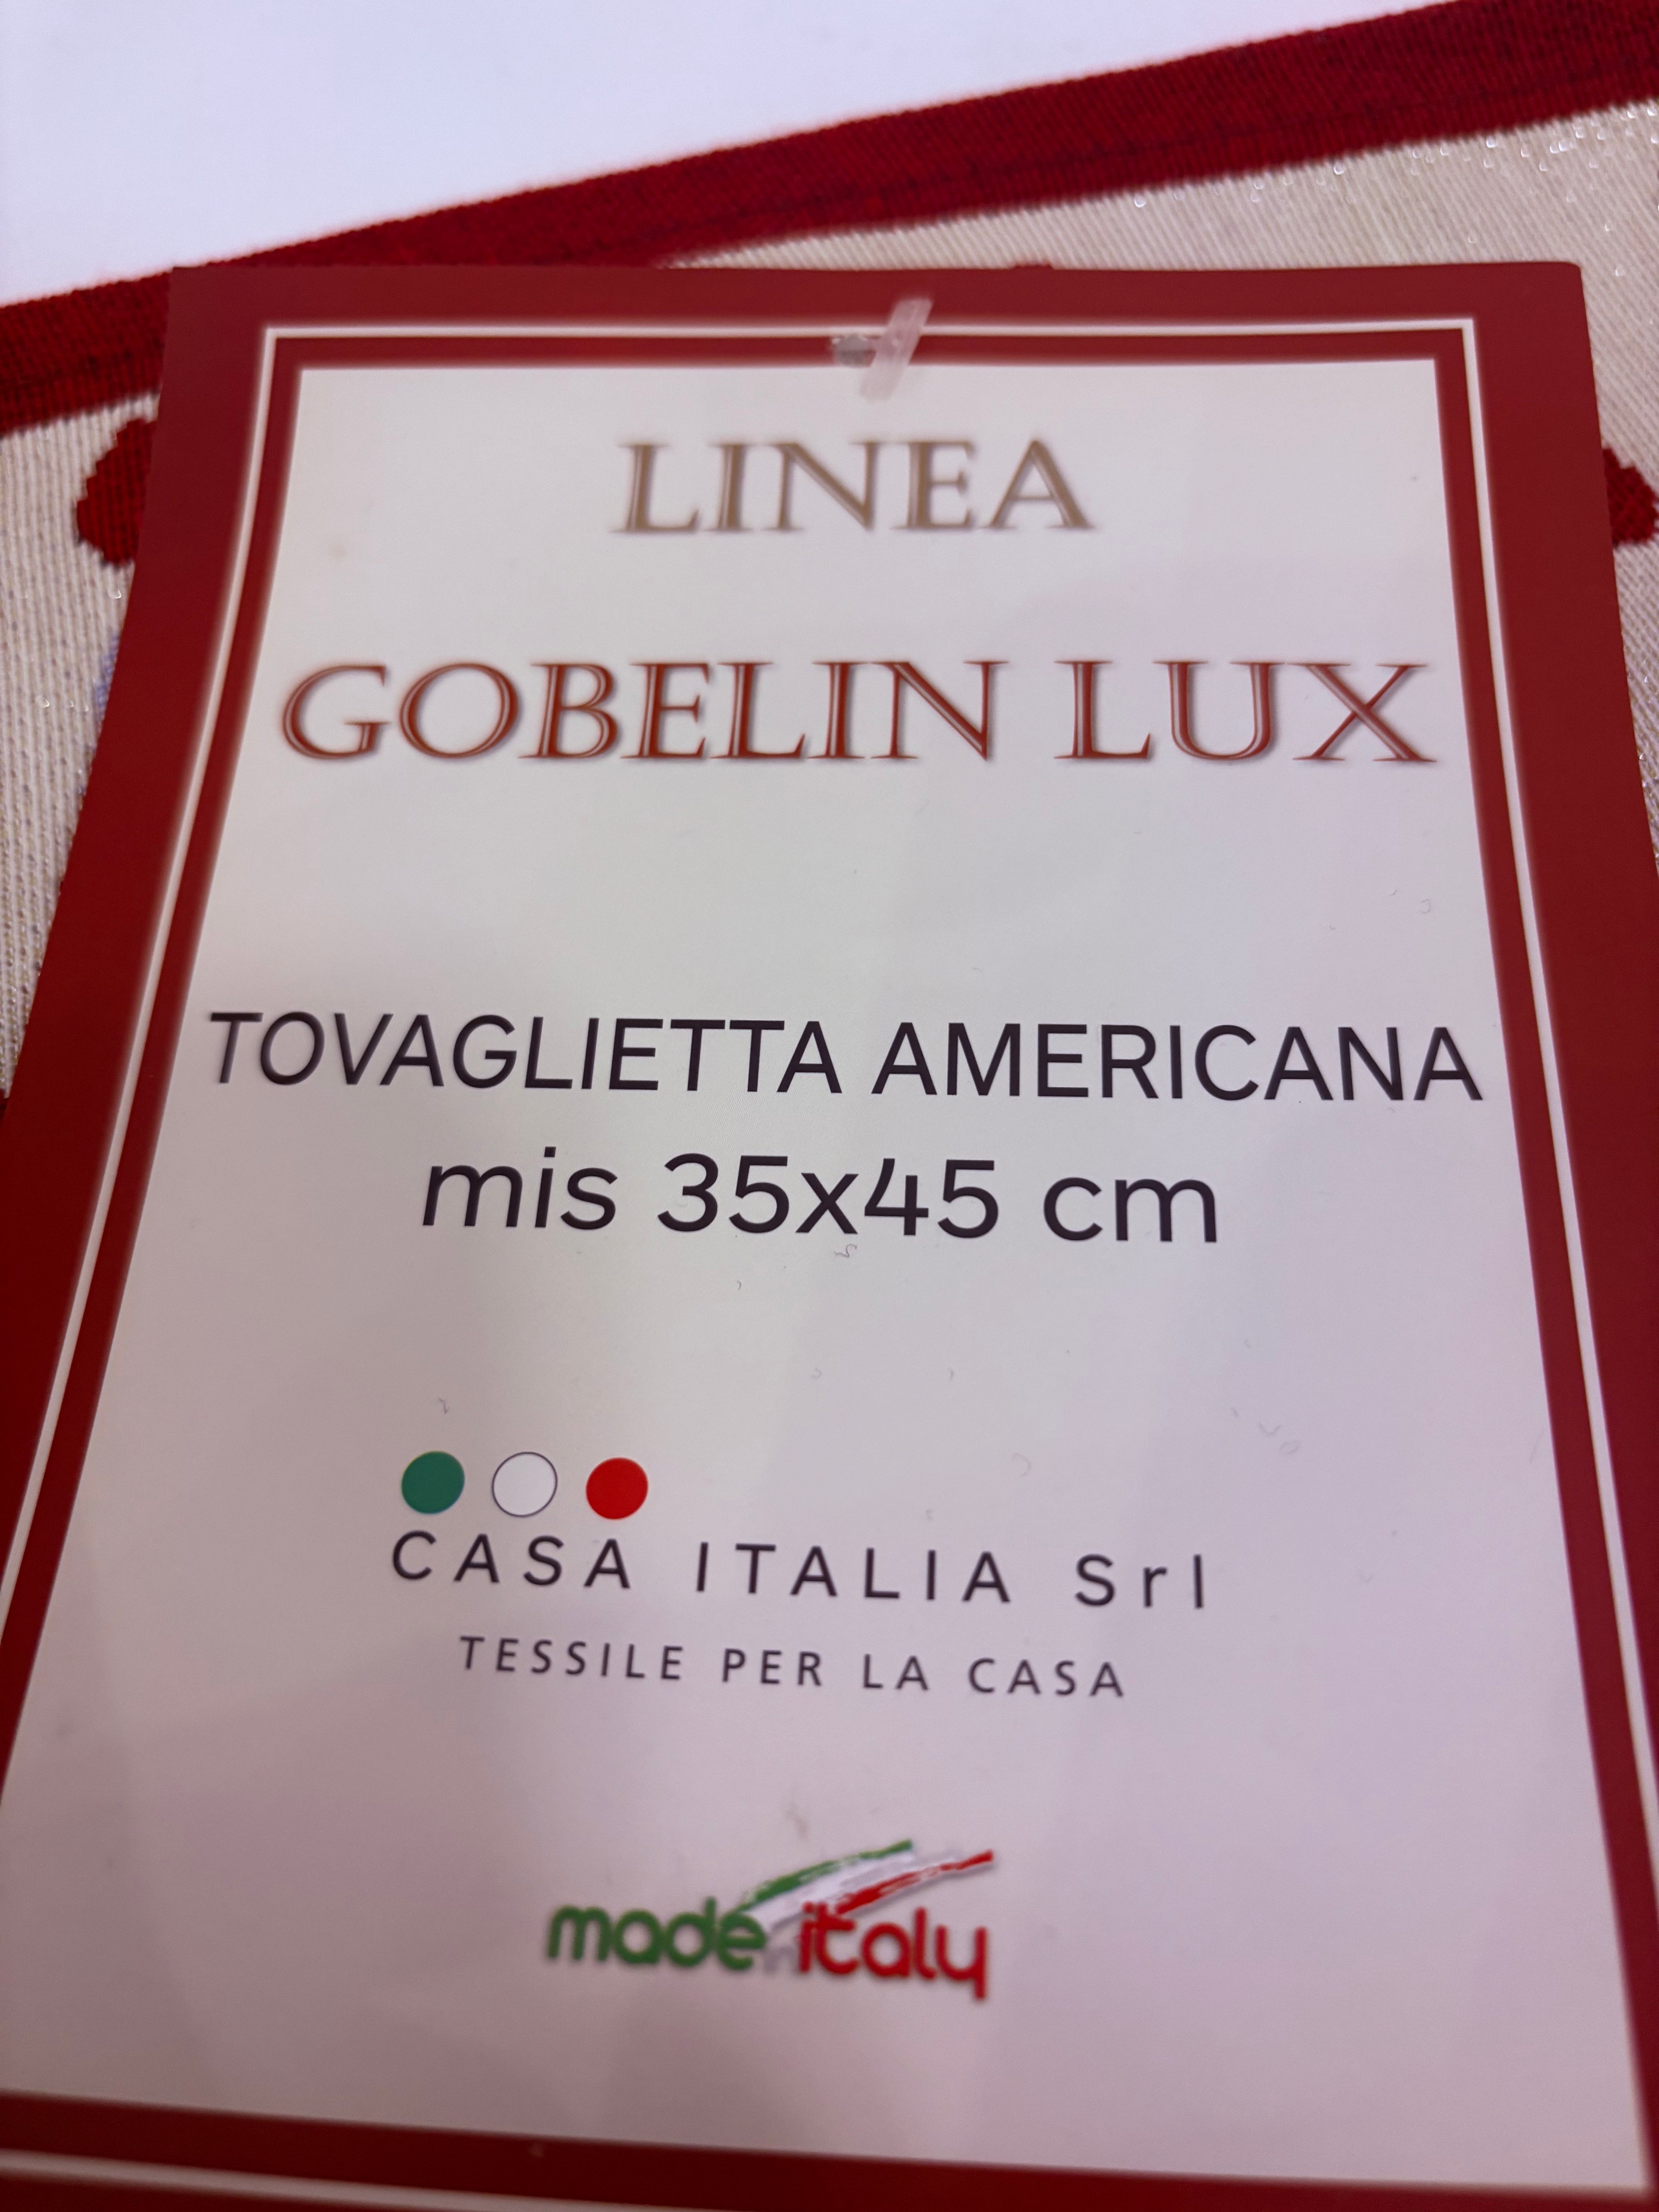 LINEA
GOBELIN LUX
TOVAGLIETTA AMERICANA
mis 35x45 cm
CASA ITALIA Srl
TESSILE PER LA CASA
made in italy